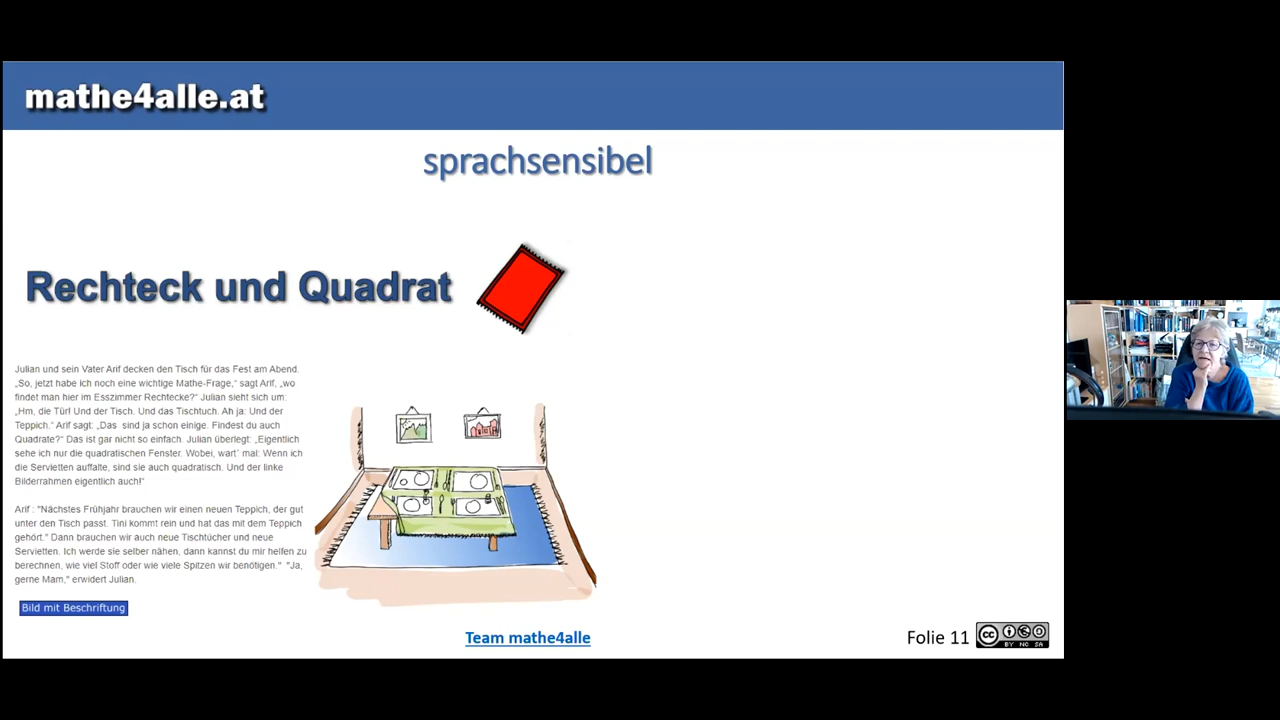 mathe4alle.at
sprachsensibel
Rechteck und Quadrat
Julian und sein Vater Arif decken den Tisch für das Fest am Abend.
„So, jetzt habe ich noch eine wichtige Mathe-Frage,“ sagt Arif, „wo
findet man hier im Esszimmer Rechtecke?“ Julian sieht sich um:
„Hm, die Tür! Und der Tisch. Und das Tischtuch. Ah ja: Und der
Teppich.“ Arif sagt: „Das sind ja schon einige. Findest du auch
Quadrate?“ Das ist gar nicht so einfach. Julian überlegt: „Eigentlich
sehe ich nur die quadratischen Fenster. Wobei, wart´ mal: Wenn ich
die Servietten auffalte, sind sie auch quadratisch. Und der linke
Bilderrahmen eigentlich auch!“
Arif : "Nächstes Frühjahr brauchen wir einen neuen Teppich, der gut
unter den Tisch passt. Tini kommt rein und hat das mit dem Teppich
gehört." Dann brauchen wir auch neue Tischtücher und neue
Servietten. Ich werde sie selber nähen, dann kannst du mir helfen zu
berechnen, wie viel Stoff oder wie viele Spitzen wir benötigen." "Ja,
gerne Mam," erwidert Julian.
Bild mit Beschriftung
Team mathe4alle
Folie 11
cc
BY NC SA